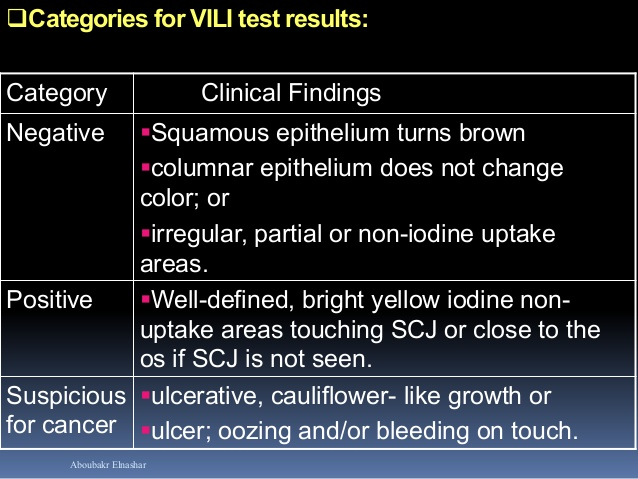 ❑Categories for VILI test results:
Category Clinical Findings
Negative ▪Squamous epithelium turns brown
▪columnar epithelium does not change
color; or
▪irregular, partial or non-iodine uptake
areas.
Positive ▪Well-defined, bright yellow iodine non-
uptake areas touching SCJ or close to the
os if SCJ is not seen.
Suspicious ▪ulcerative, cauliflower- like growth or
for cancer ▪ulcer; oozing and/or bleeding on touch.
Aboubakr Elnashar